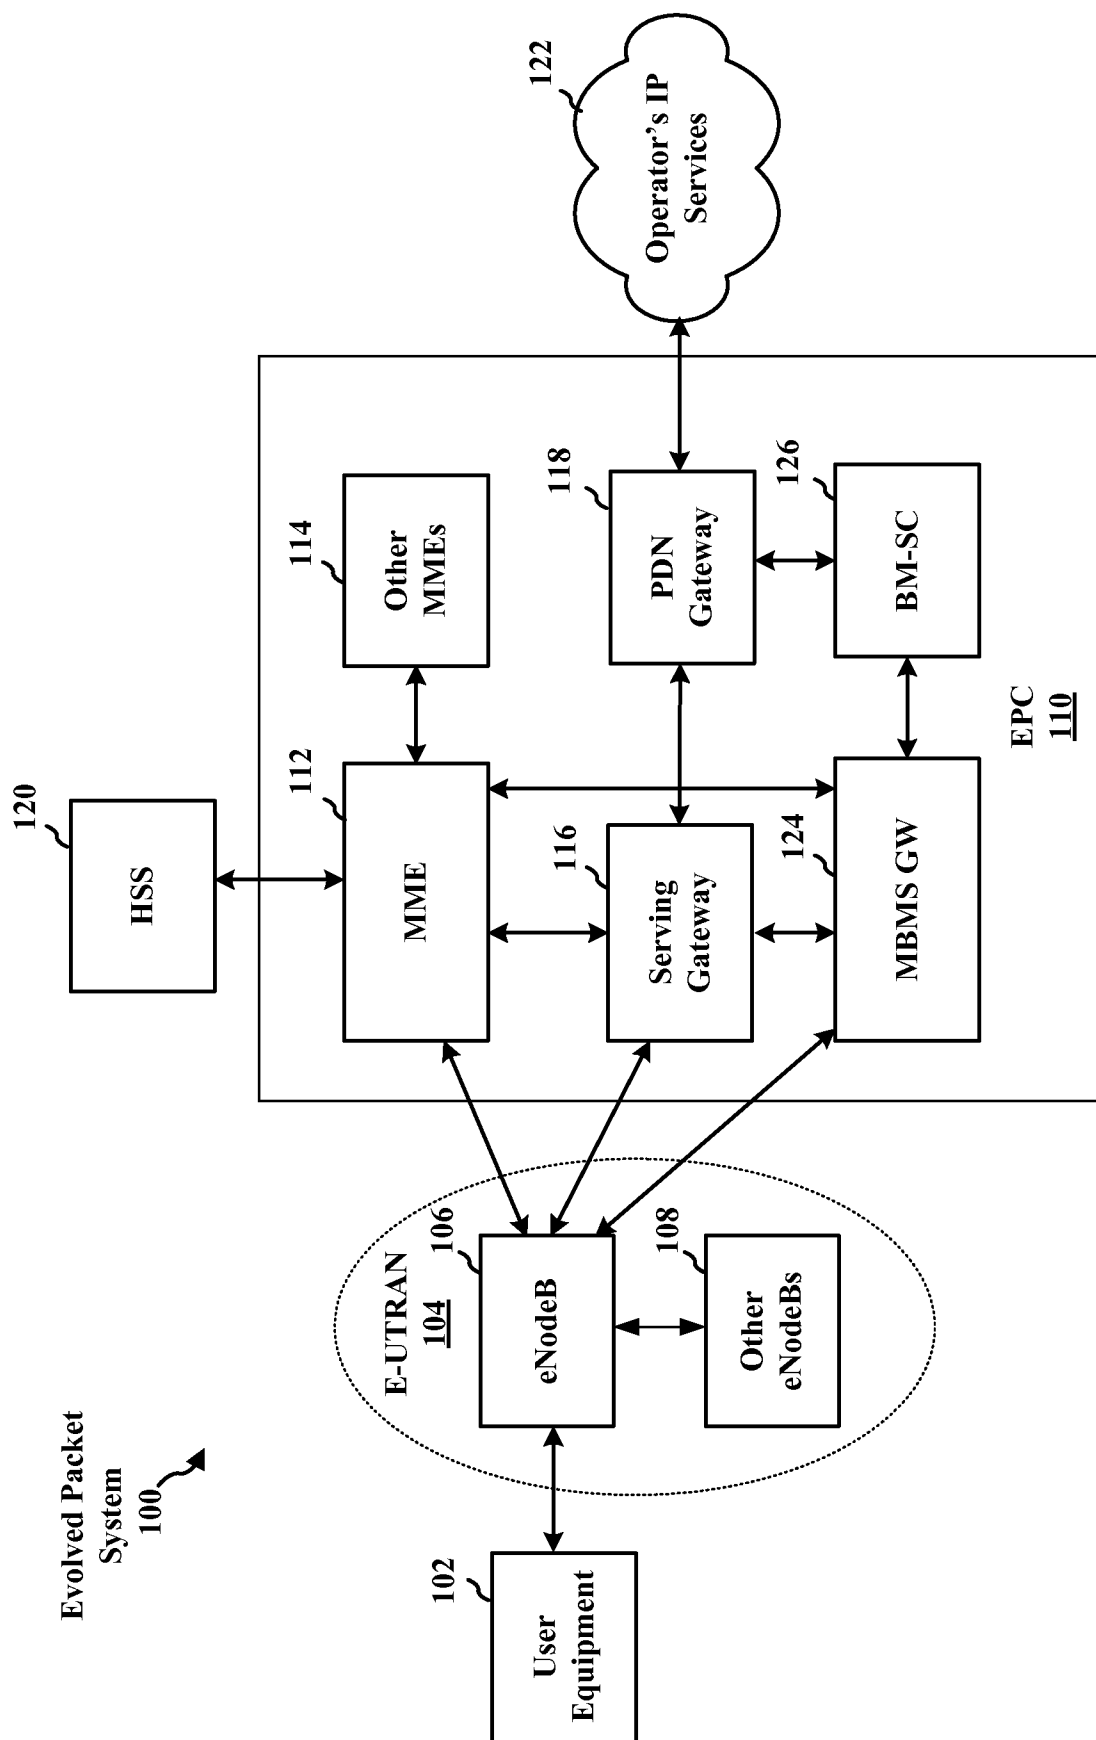 Evolved Packet
System
100
120
HSS
E-UTRAN
104
112
MME
114
Other
MMEs
102
User
Equipment
106
eNodeB
116
Serving
Gateway
118
PDN
Gateway
122
Operator's IP
Services
108
Other
eNodeBs
124
MBMS GW
126
BM-SC
EPC
110